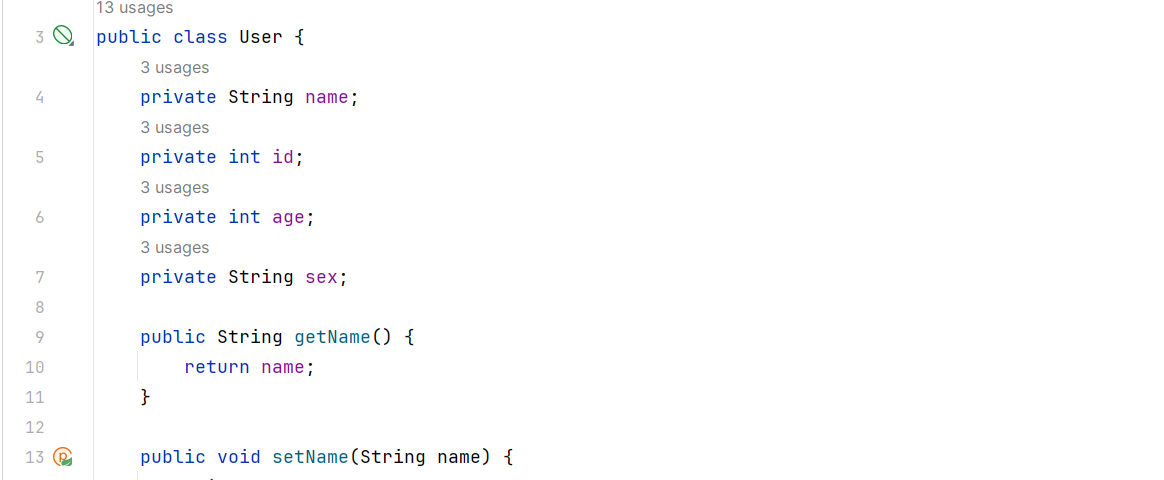 13 usages
3 public class User {
3 usages
4 private String name;
3 usages
5 private int id;
3 usages
6 private int age;
3 usages
7 private String sex;
8
9 public String getName() {
10 return name;
11 }
12
13 public void setName(String name) {